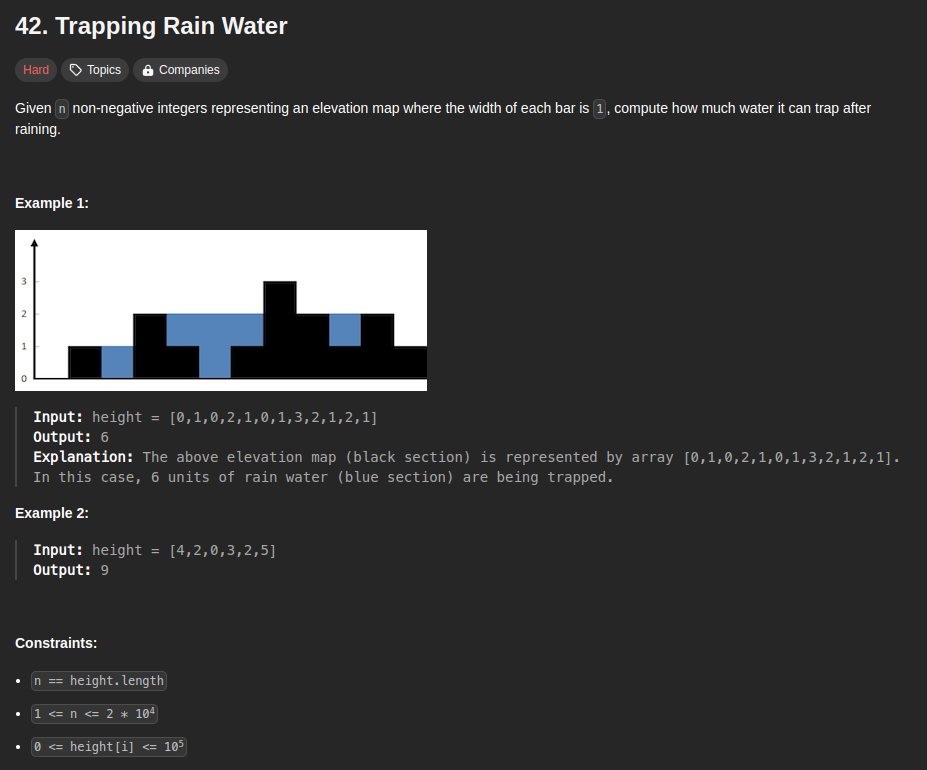 42. Trapping Rain Water
Hard Topics Companies
Given n non-negative integers representing an elevation map where the width of each bar is 1, compute how much water it can trap after
raining.
Example 1:
3
2
1
0
Input: height = [0,1,0,2,1,0,1,3,2,1,2,1]
Output: 6
Explanation: The above elevation map (black section) is represented by array [0,1,0,2,1,0,1,3,2,1,2,1].
In this case, 6 units of rain water (blue section) are being trapped.
Example 2:
Input: height = [4,2,0,3,2,5]
Output: 9
Constraints:
• n == height.length
• 1 <= n <= 2 * 10⁴
• 0 <= height[i] <= 10⁵